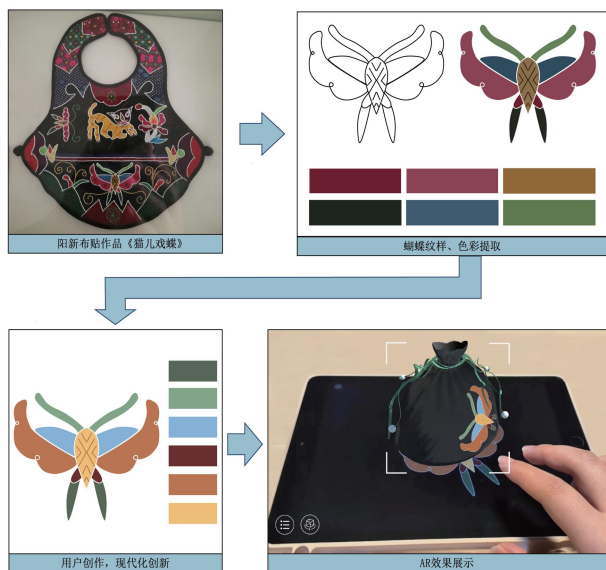 阳新布贴作品《猫儿戏蝶》
蝴蝶纹样、色彩提取
用户创作，现代化创新
AR效果展示